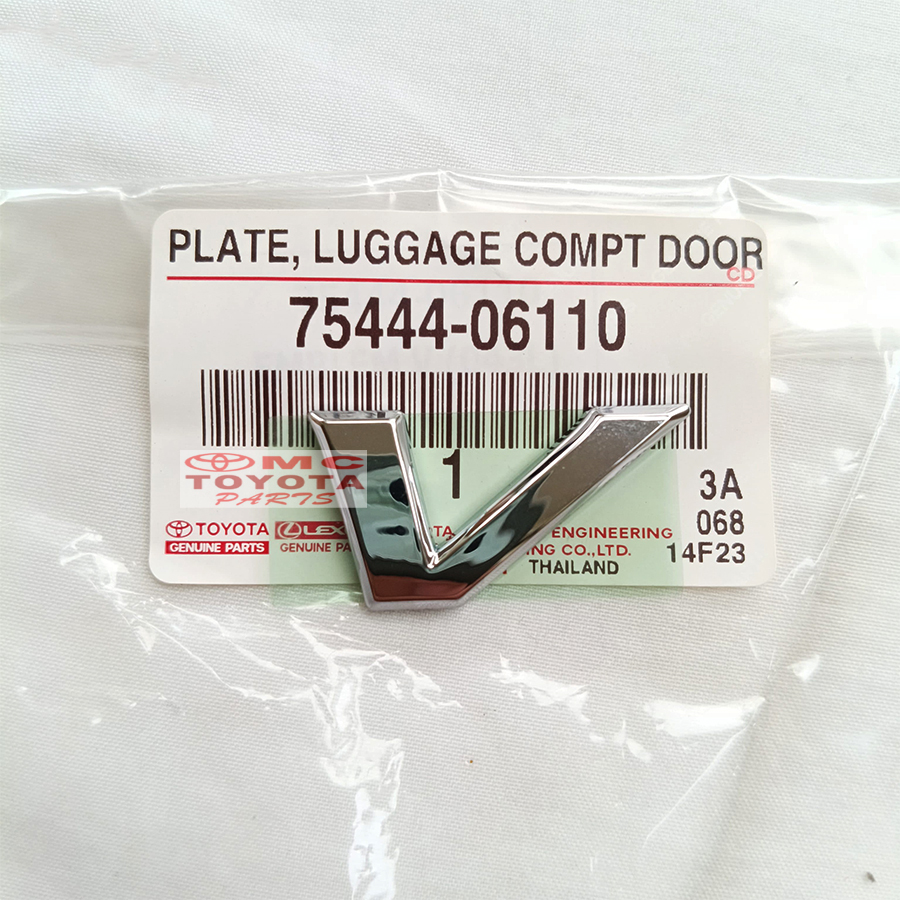 PLATE, LUGGAGE COMPT DOOR
CD
75444-06110
1
3A
068
14F23
MC
TOYOTA
PARTS
TOYOTA
GENUINE PARTS
LEX
GENUINE
ENGINEERING
CO.,LTD.
THAILAND
V